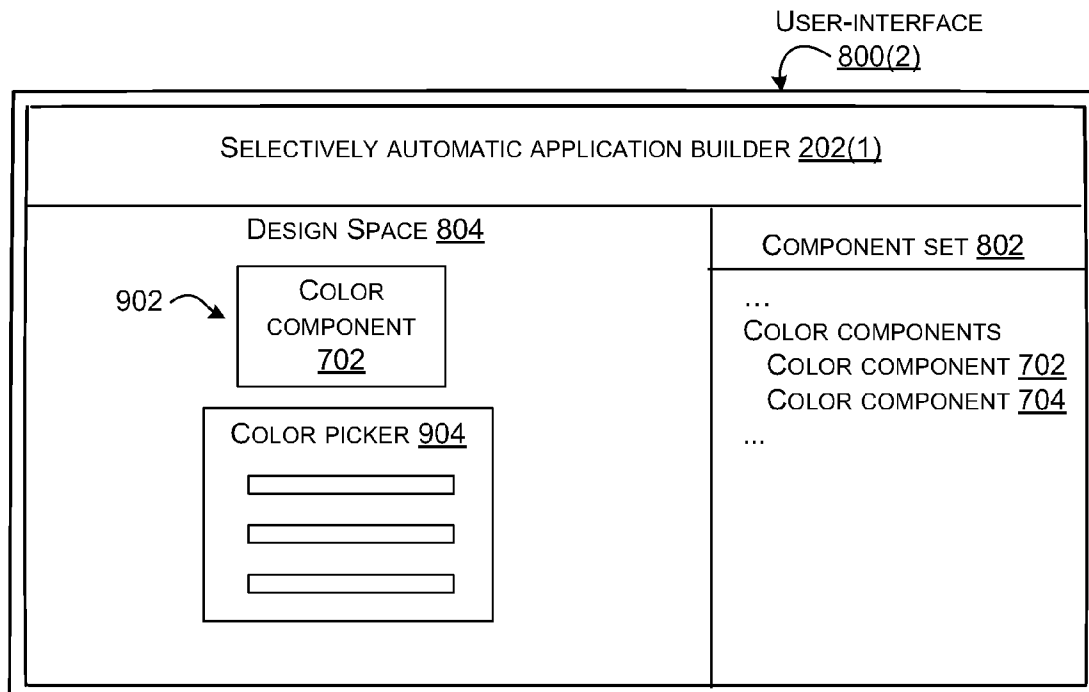 USER-INTERFACE
800(2)
SELECTIVELY AUTOMATIC APPLICATION BUILDER 202(1)
DESIGN SPACE 804
COMPONENT SET 802
902
COLOR
COMPONENT
702
COLOR PICKER 904
...
COLOR COMPONENTS
COLOR COMPONENT 702
COLOR COMPONENT 704
...